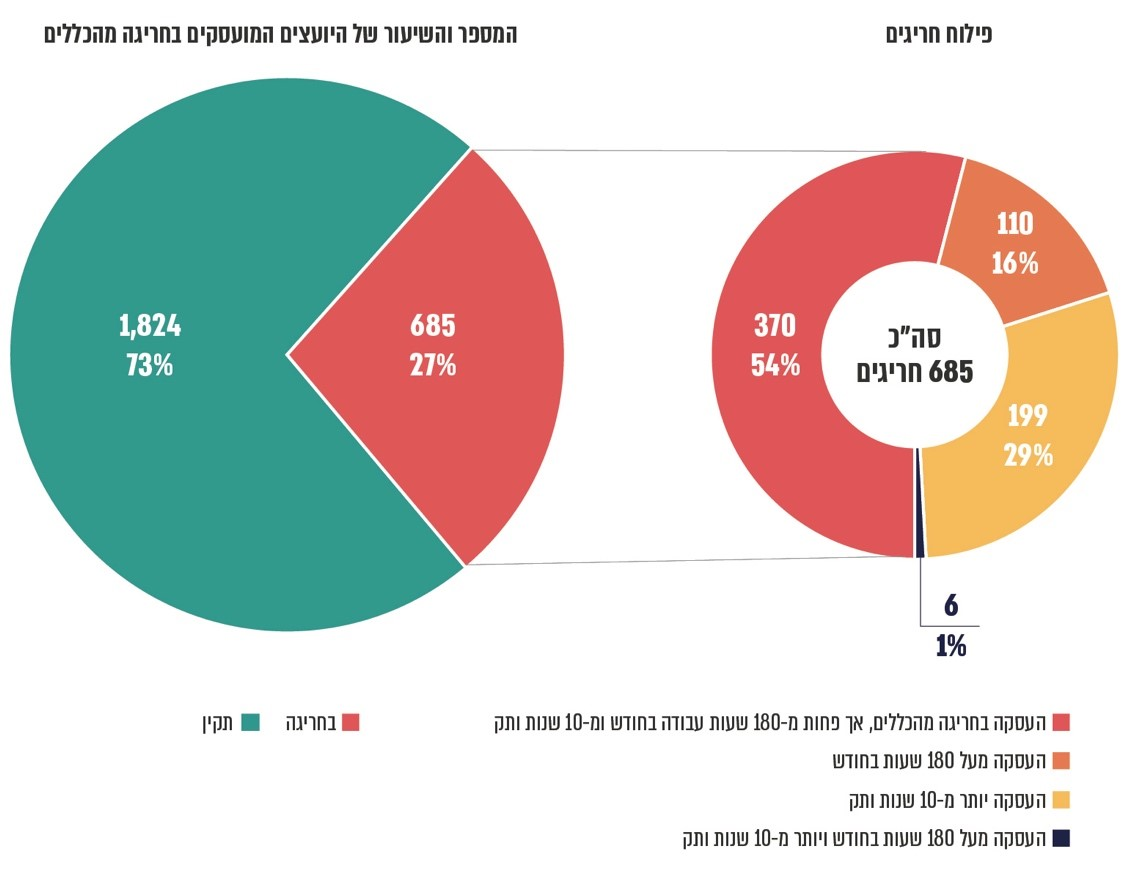 פילוח חריגים
המספר והשיעור של היועצים המועסקים בחריגה מהכללים
110
16%
370
54%
סה"כ
685 חריגים
199
29%
6
1%
685
27%
1,824
73%
העסקה בחריגה מהכללים, אך פחות מ-180 שעות עבודה בחודש ומ-10 שנות ותק
העסקה מעל 180 שעות בחודש
העסקה יותר מ-10 שנות ותק
העסקה מעל 180 שעות בחודש ויותר מ-10 שנות ותק
בחריגה
תקין